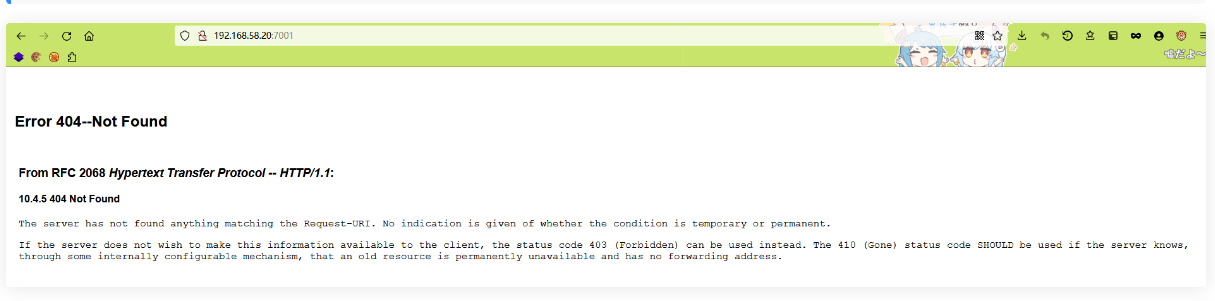 192.168.58.20:7001
Error 404--Not Found
From RFC 2068 Hypertext Transfer Protocol -- HTTP/1.1:
10.4.5 404 Not Found
The server has not found anything matching the Request-URI. No indication is given of whether the condition is temporary or permanent.
If the server does not wish to make this information available to the client, the status code 403 (Forbidden) can be used instead. The 410 (Gone) status code SHOULD be used if the server knows,
through some internally configurable mechanism, that an old resource is permanently unavailable and has no forwarding address.